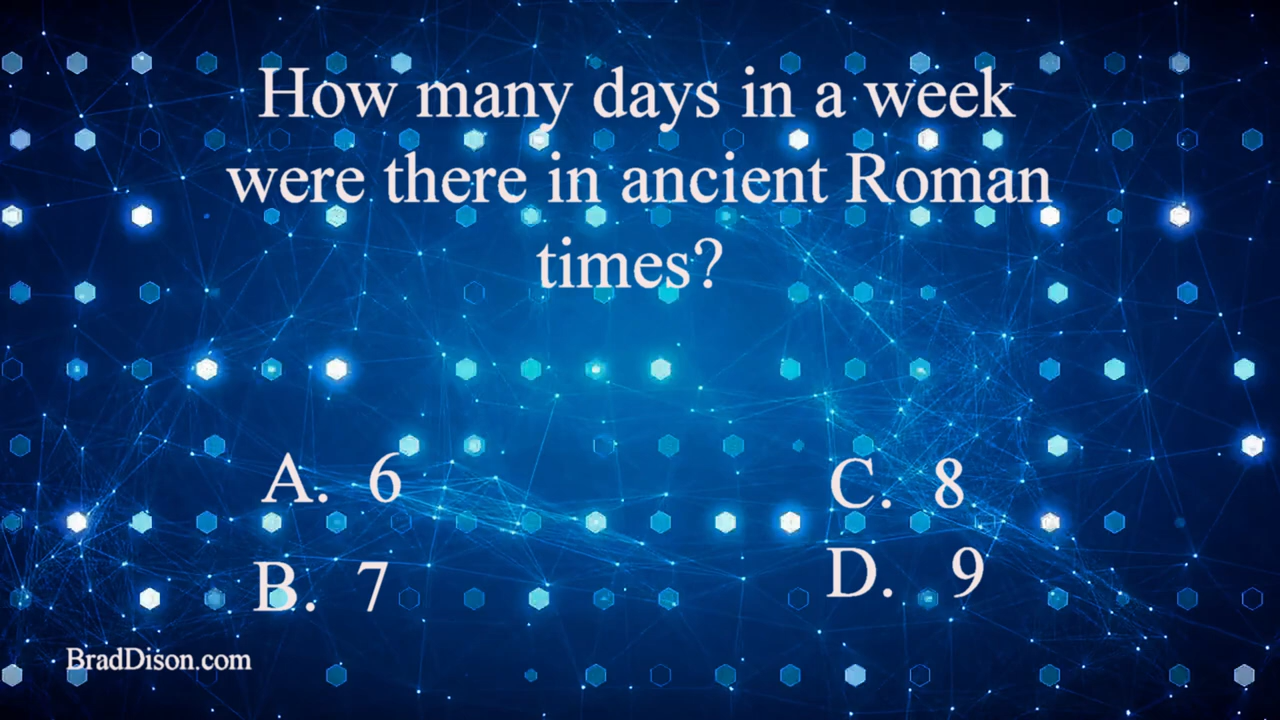 How many days in a week
were there in ancient Roman
times?
A. 6
B. 7
C. 8
D. 9
BradDison.com